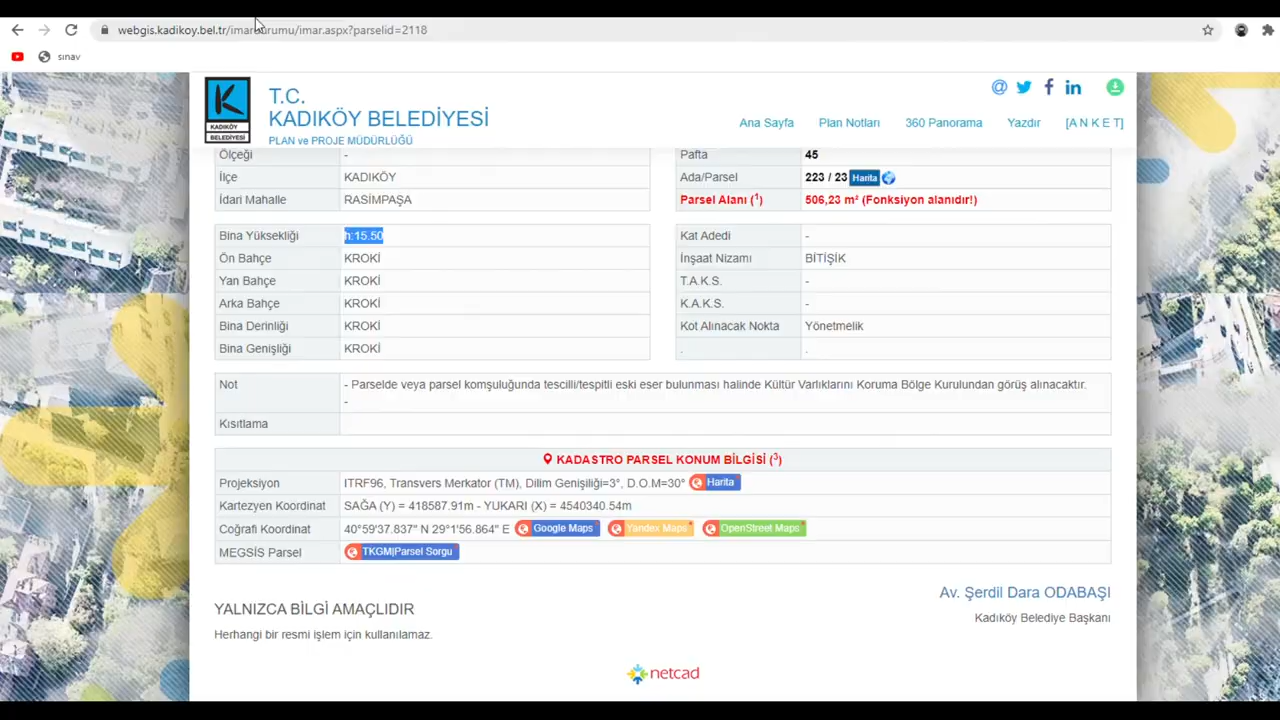 webgis.kadikoy.bel.tr/imardurumu/imar.aspx?parselid=2118
sınav
KADIKÖY
BELEDİYESİ
T.C.
KADIKÖY BELEDİYESİ
PLAN ve PROJE MÜDÜRLÜĞÜ
Ana Sayfa Plan Notları 360 Panorama Yazdır [A N K E T]
Ölçeği - Pafta 45
İlçe KADIKÖY Ada/Parsel 223 / 23 Harita
İdari Mahalle RASİMPAŞA Parsel Alanı (1) 506,23 m² (Fonksiyon alanıdır!)
Bina Yüksekliği h:15.50 Kat Adedi -
Ön Bahçe KROKİ İnşaat Nizamı BİTİŞİK
Yan Bahçe KROKİ T.A.K.S. -
Arka Bahçe KROKİ K.A.K.S. -
Bina Derinliği KROKİ Kot Alınacak Nokta Yönetmelik
Bina Genişliği KROKİ . .
Not - Parselde veya parsel komşuluğunda tescilli/tespitli eski eser bulunması halinde Kültür Varlıklarını Koruma Bölge Kurulundan görüş alınacaktır.
-
Kısıtlama
KADASTRO PARSEL KONUM BİLGİSİ (3)
Projeksiyon ITRF96, Transvers Merkator (TM), Dilim Genişiliği=3°, D.O.M=30° Harita
Kartezyen Koordinat SAĞA (Y) = 418587.91m - YUKARI (X) = 4540340.54m
Coğrafi Koordinat 40°59'37.837" N 29°1'56.864" E Google Maps Yandex Maps OpenStreet Maps
MEGSİS Parsel TKGM|Parsel Sorgu
Av. Şerdil Dara ODABAŞI
YALNIZCA BİLGİ AMAÇLIDIR
Kadıköy Belediye Başkanı
Herhangi bir resmi işlem için kullanılamaz.
netcad